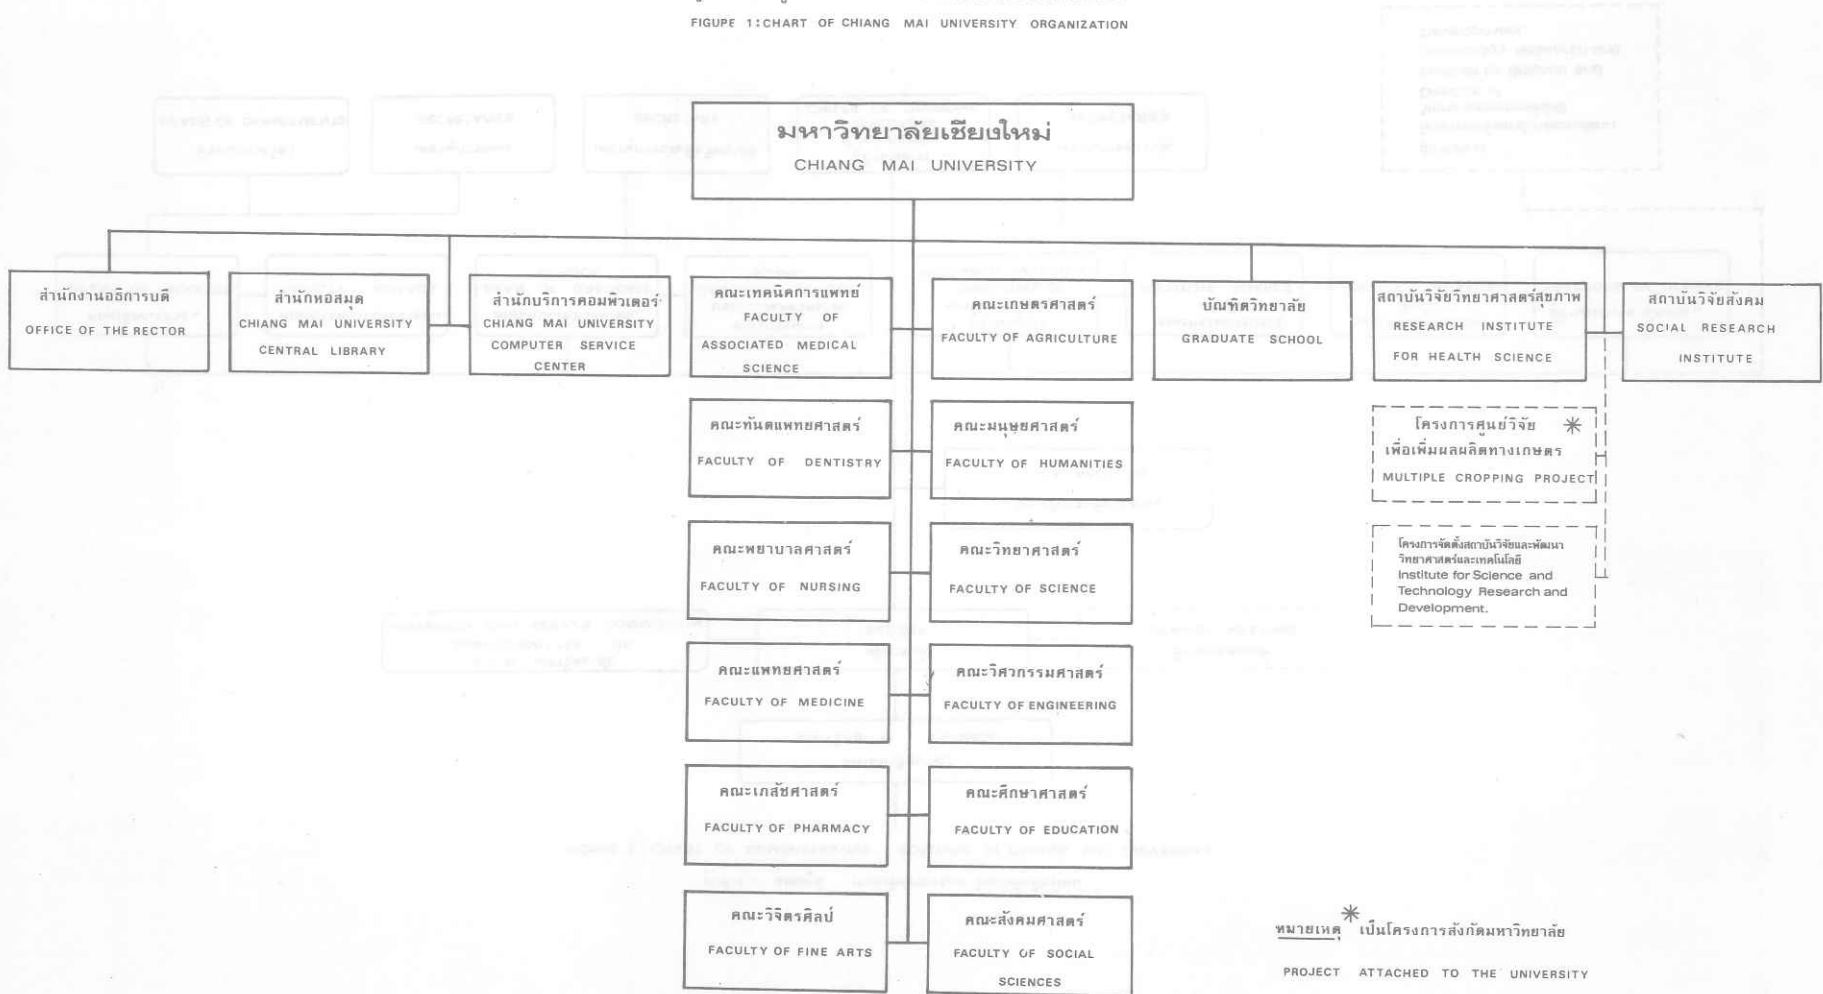 FIGUPE 1:CHART OF CHIANG MAI UNIVERSITY ORGANIZATION
มหาวิทยาลัยเชียงใหม่
CHIANG MAI UNIVERSITY
สำนักงานอธิการบดี
OFFICE OF THE RECTOR
สำนักหอสมุด
CHIANG MAI UNIVERSITY
CENTRAL LIBRARY
สำนักบริการคอมพิวเตอร์
CHIANG MAI UNIVERSITY
COMPUTER SERVICE
CENTER
คณะเทคนิคการแพทย์
FACULTY OF
ASSOCIATED MEDICAL
SCIENCE
คณะเกษตรศาสตร์
FACULTY OF AGRICULTURE
บัณฑิตวิทยาลัย
GRADUATE SCHOOL
สถาบันวิจัยวิทยาศาสตร์สุขภาพ
RESEARCH INSTITUTE
FOR HEALTH SCIENCE
สถาบันวิจัยสังคม
SOCIAL RESEARCH
INSTITUTE
คณะทันตแพทยศาสตร์
FACULTY OF DENTISTRY
คณะมนุษยศาสตร์
FACULTY OF HUMANITIES
โครงการศูนย์วิจัย *
เพื่อเพิ่มผลผลิตทางเกษตร
MULTIPLE CROPPING PROJECT
คณะพยาบาลศาสตร์
FACULTY OF NURSING
คณะวิทยาศาสตร์
FACULTY OF SCIENCE
โครงการจัดตั้งสถาบันวิจัยและพัฒนา
วิทยาศาสตร์และเทคโนโลยี
Institute for Science and
Technology Research and
Development.
คณะแพทยศาสตร์
FACULTY OF MEDICINE
คณะวิศวกรรมศาสตร์
FACULTY OF ENGINEERING
คณะเภสัชศาสตร์
FACULTY OF PHARMACY
คณะศึกษาศาสตร์
FACULTY OF EDUCATION
คณะวิจิตรศิลป์
FACULTY OF FINE ARTS
คณะสังคมศาสตร์
FACULTY OF SOCIAL
SCIENCES
หมายเหตุ * เป็นโครงการสังกัดมหาวิทยาลัย
PROJECT ATTACHED TO THE UNIVERSITY